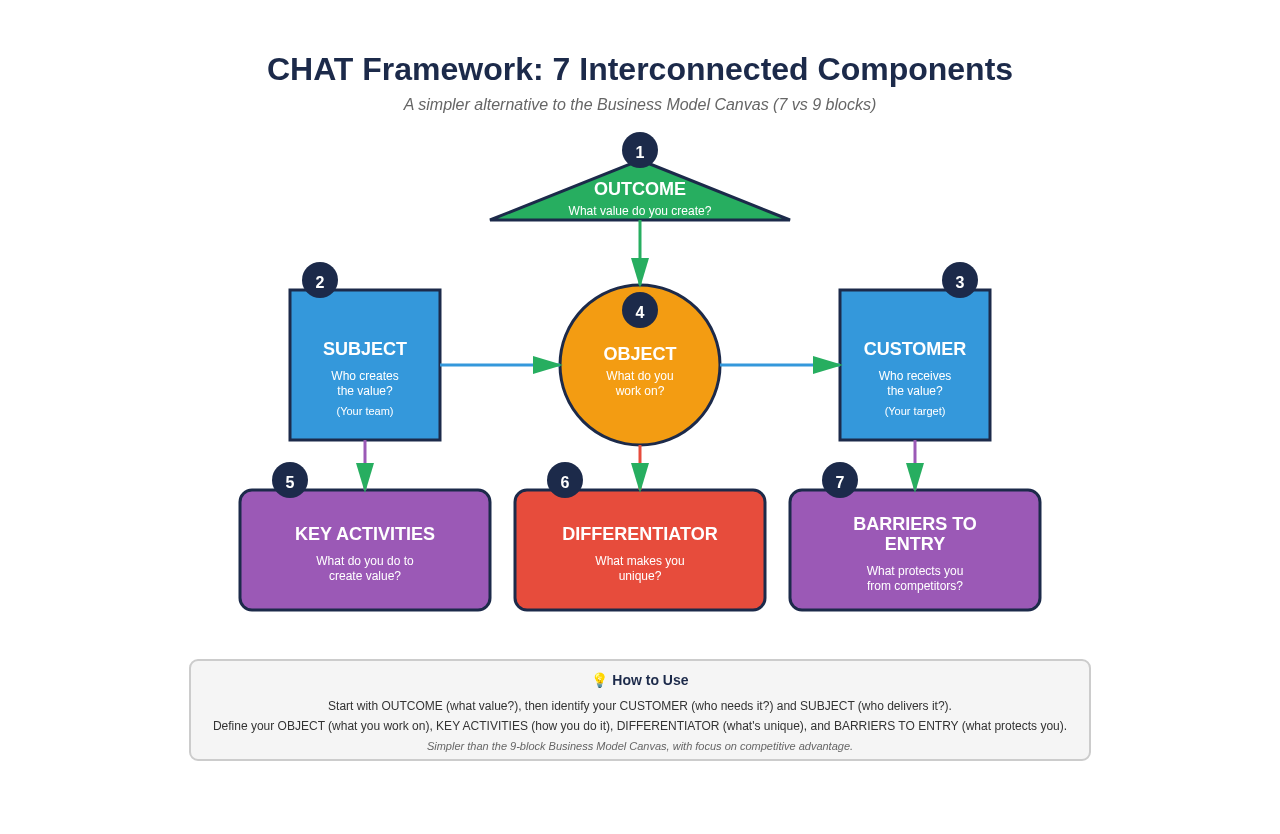 CHAT Framework: 7 Interconnected Components
A simpler alternative to the Business Model Canvas (7 vs 9 blocks)
1
OUTCOME
What value do you create?
2
SUBJECT
Who creates
the value?
(Your team)
4
OBJECT
What do you
work on?
3
CUSTOMER
Who receives
the value?
(Your target)
5
KEY ACTIVITIES
What do you do to
create value?
6
DIFFERENTIATOR
What makes you
unique?
7
BARRIERS TO
ENTRY
What protects you
from competitors?
💡 How to Use
Start with OUTCOME (what value?), then identify your CUSTOMER (who needs it?) and SUBJECT (who delivers it?).
Define your OBJECT (what you work on), KEY ACTIVITIES (how you do it), DIFFERENTIATOR (what's unique), and BARRIERS TO ENTRY (what protects you).
Simpler than the 9-block Business Model Canvas, with focus on competitive advantage.